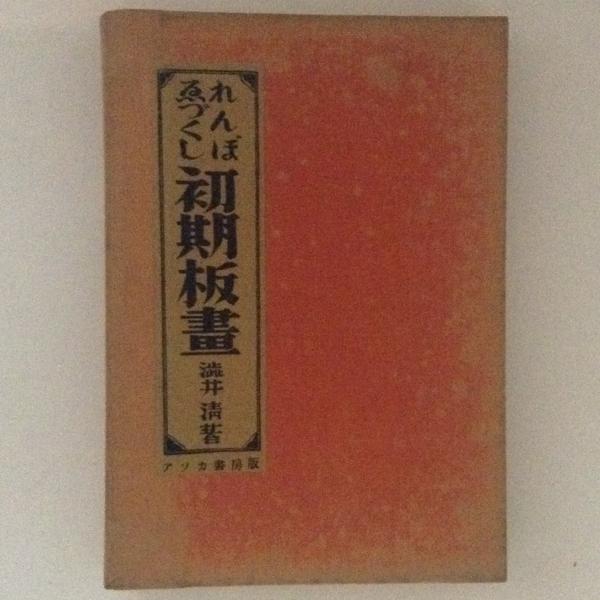 れんぼ
ゑづくし
初期板畫
澁井 清著
アソカ書房版